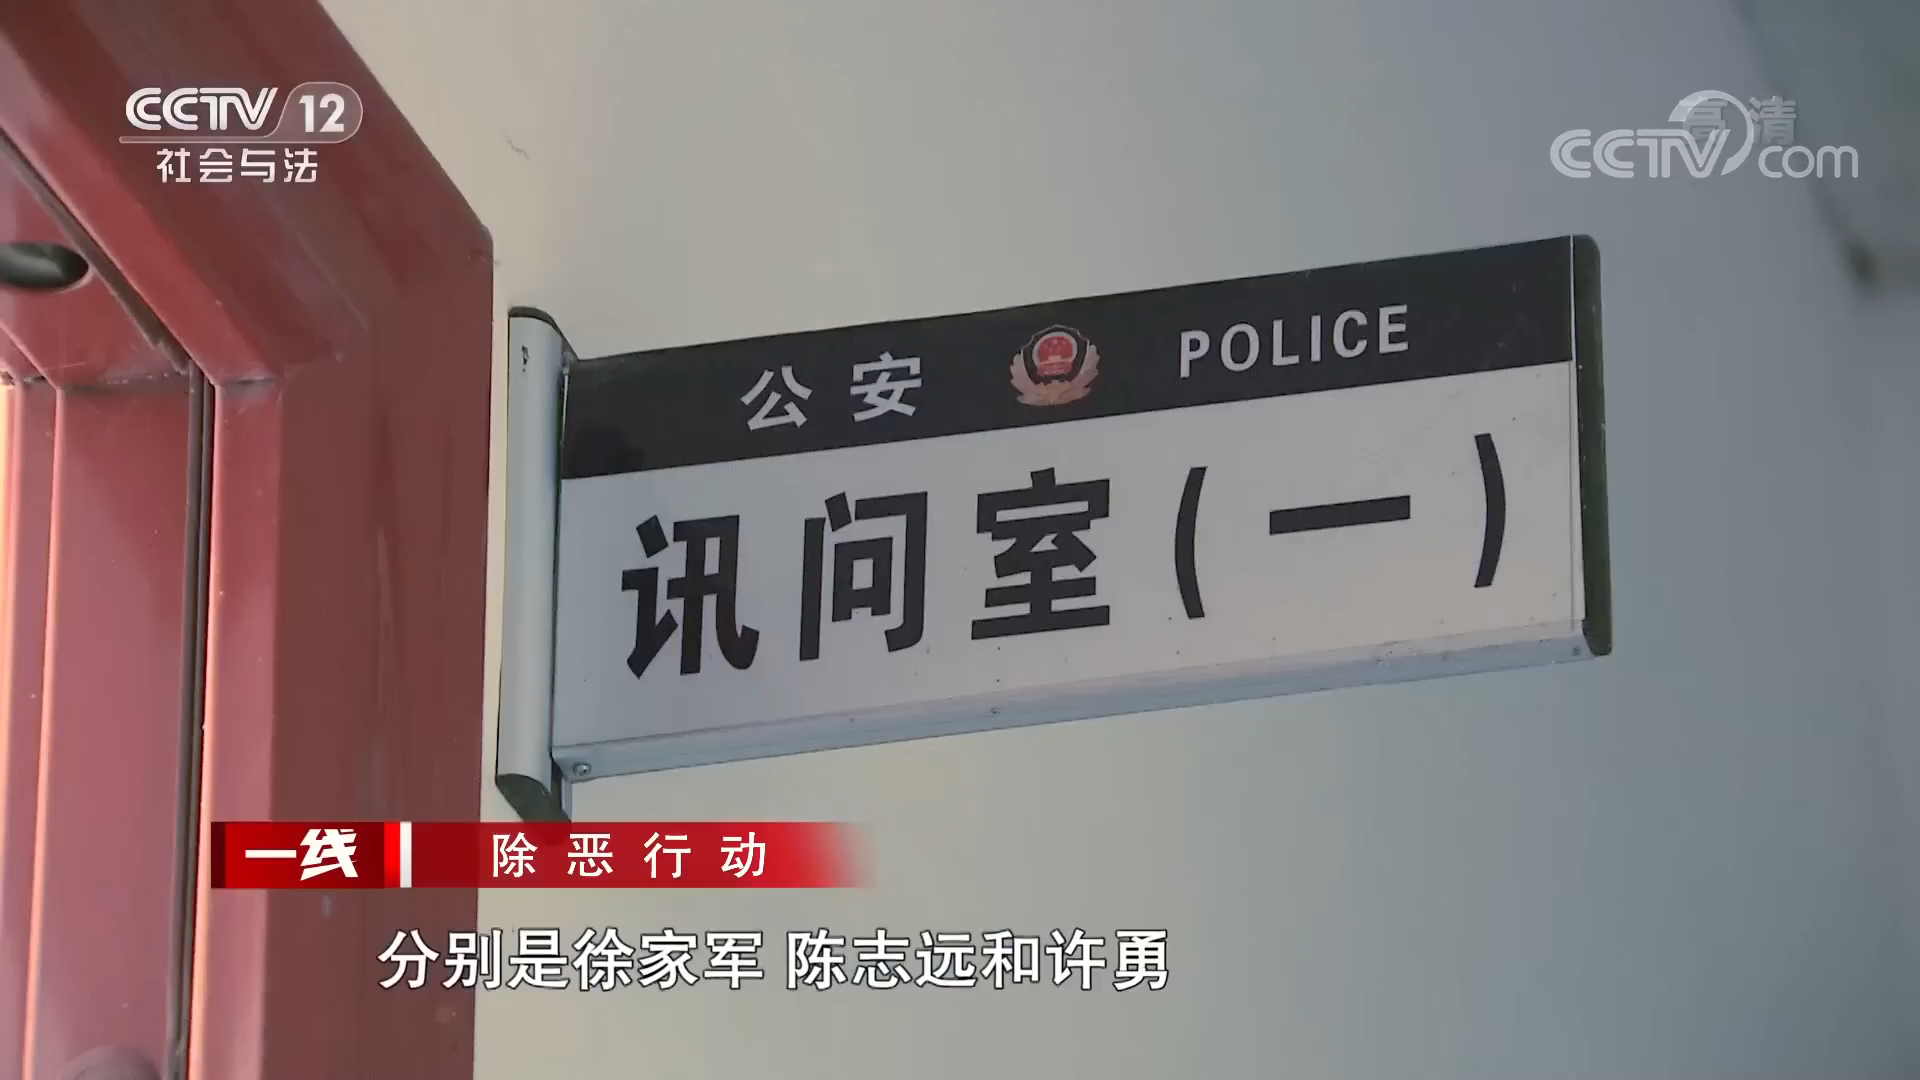 CCTV 12
社会与法
高清
CCTV com
公安 POLICE
讯问室(一)
一线 除恶行动
分别是徐家军 陈志远和许勇